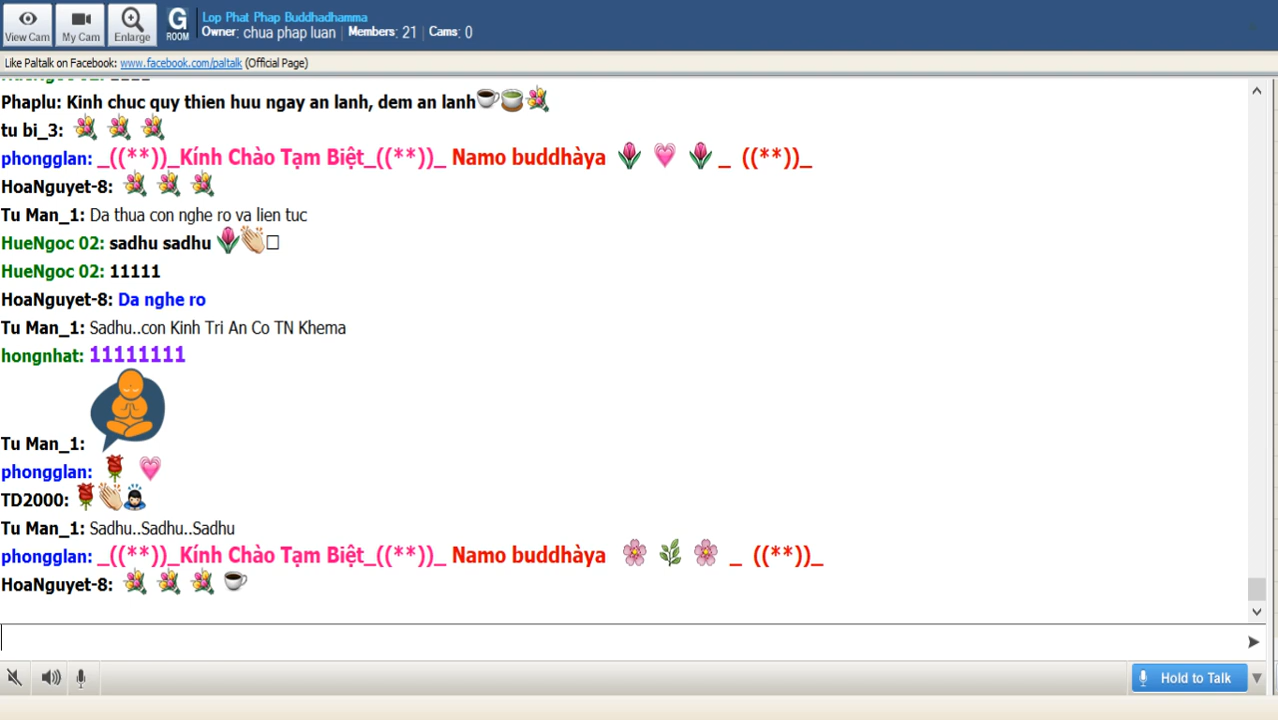 View Cam
My Cam
Enlarge
G
ROOM
Lop Phat Phap Buddhadhamma
Owner: chua phap luan | Members: 21 | Cams: 0
Like Paltalk on Facebook: www.facebook.com/paltalk (Official Page)
Phaplu: Kinh chuc quy thien huu ngay an lanh, dem an lanh
tu bi_3:
phongglan: _((**))_Kính Chào Tạm Biệt_((**))_ Namo buddhàya _ ((**))_
HoaNguyet-8:
Tu Man_1: Da thua con nghe ro va lien tuc
HueNgoc 02: sadhu sadhu
HueNgoc 02: 11111
HoaNguyet-8: Da nghe ro
Tu Man_1: Sadhu..con Kinh Tri An Co TN Khema
hongnhat: 11111111
Tu Man_1:
phongglan:
TD2000:
Tu Man_1: Sadhu..Sadhu..Sadhu
phongglan: _((**))_Kính Chào Tạm Biệt_((**))_ Namo buddhàya _ ((**))_
HoaNguyet-8:
Hold to Talk